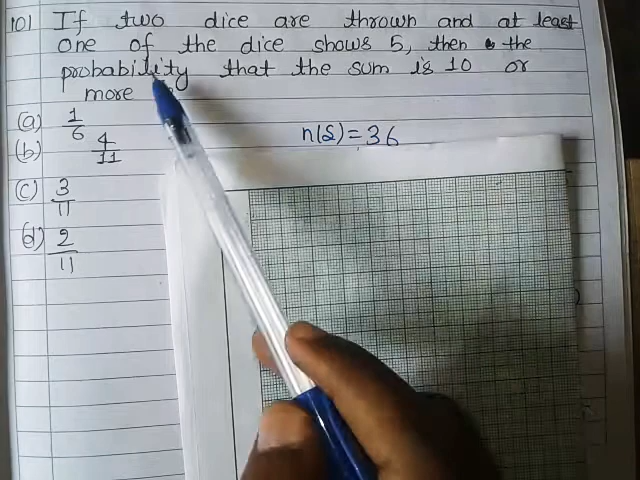 101 If two dice are thrown and at least
one of the dice shows 5, then the
probability that the sum is 10 or
more
(a) 1/6
n(S) = 36
(b) 4/11
(c) 3/11
(d) 2/11